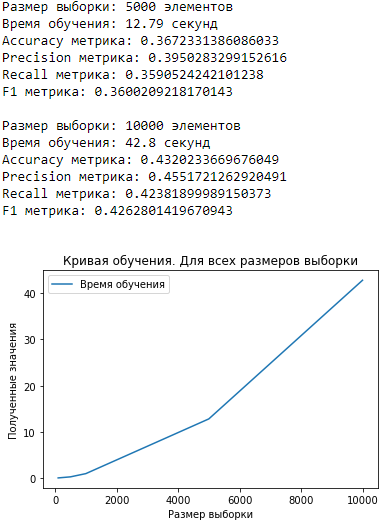 Размер выборки: 5000 элементов
Время обучения: 12.79 секунд
Accuracy метрика: 0.3672331386086033
Precision метрика: 0.3950283299152616
Recall метрика: 0.3590524242101238
F1 метрика: 0.3600209218170143
Размер выборки: 10000 элементов
Время обучения: 42.8 секунд
Accuracy метрика: 0.4320233669676049
Precision метрика: 0.4551721262920491
Recall метрика: 0.42381899989150373
F1 метрика: 0.4262801419670943
Кривая обучения. Для всех размеров выборки
Время обучения
Полученные значения
40
30
20
10
0
0 2000 4000 6000 8000 10000
Размер выборки